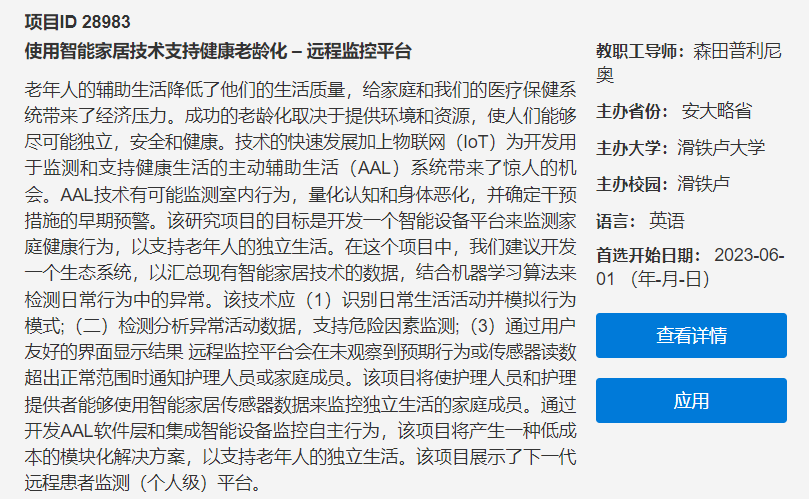 项目ID 28983
使用智能家居技术支持健康老龄化 – 远程监控平台
老年人的辅助生活降低了他们的生活质量，给家庭和我们的医疗保健系
统带来了经济压力。成功的老龄化取决于提供环境和资源，使人们能够
尽可能独立，安全和健康。技术的快速发展加上物联网（IoT）为开发用
于监测和支持健康生活的主动辅助生活（AAL）系统带来了惊人的机
会。AAL技术有可能监测室内行为，量化认知和身体恶化，并确定干预
措施的早期预警。该研究项目的目标是开发一个智能设备平台来监测家
庭健康行为，以支持老年人的独立生活。在这个项目中，我们建议开发
一个生态系统，以汇总现有智能家居技术的数据，结合机器学习算法来
检测日常行为中的异常。该技术应（1）识别日常生活活动并模拟行为
模式;（二）检测分析异常活动数据，支持危险因素监测;（3）通过用户
友好的界面显示结果 远程监控平台会在未观察到预期行为或传感器读数
超出正常范围时通知护理人员或家庭成员。该项目将使护理人员和护理
提供者能够使用智能家居传感器数据来监控独立生活的家庭成员。通过
开发AAL软件层和集成智能设备监控自主行为，该项目将产生一种低成
本的模块化解决方案，以支持老年人的独立生活。该项目展示了下一代
远程患者监测（个人级）平台。
教职工导师：森田普利尼
奥
主办省份： 安大略省
主办大学：滑铁卢大学
主办校园：滑铁卢
语言： 英语
首选开始日期： 2023-06-
01 （年-月-日）
查看详情
应用